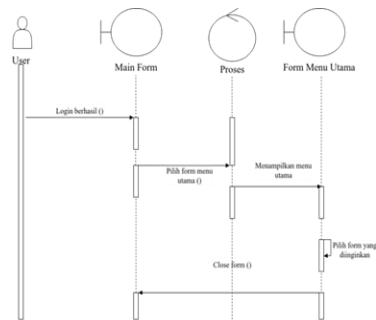 User
Main Form
Proses
Form Menu Utama
Login berhasil ()
Pilih form menu
utama ()
Menampilkan menu
utama
Pilih form yang
diinginkan
Close form ()